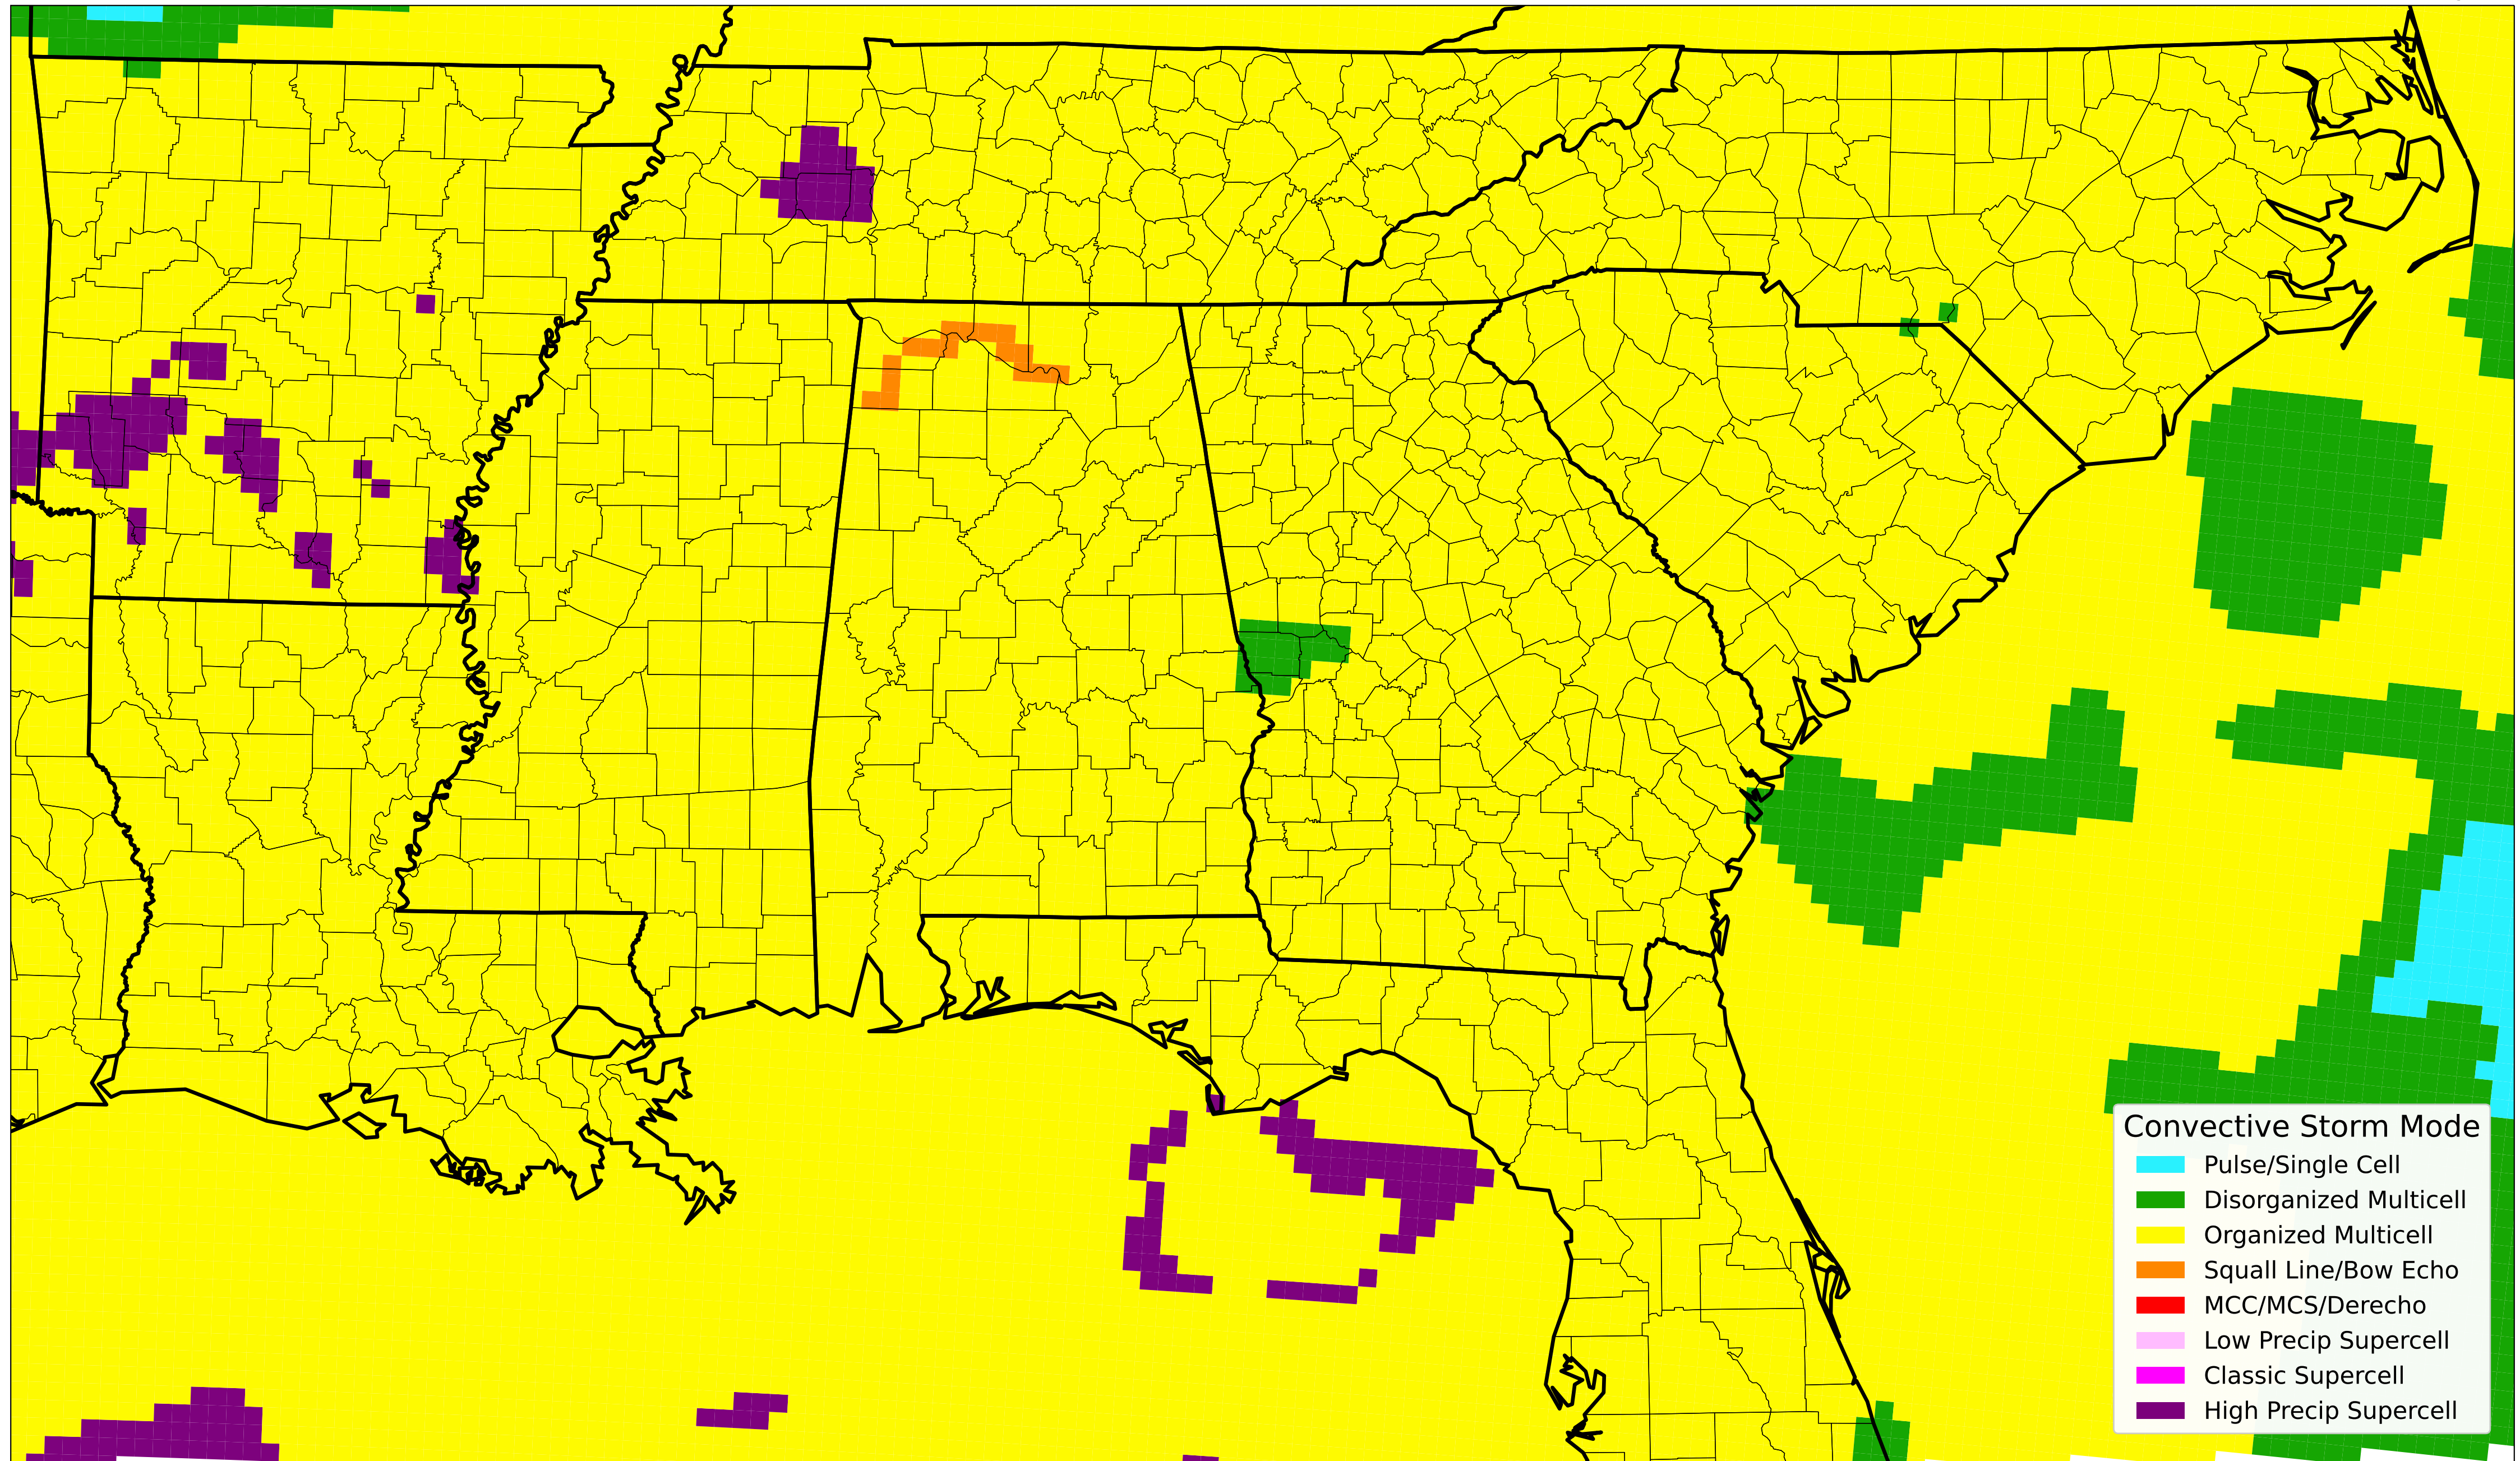 Convective Storm Mode
Pulse/Single Cell
Disorganized Multicell
Organized Multicell
Squall Line/Bow Echo
MCC/MCS/Derecho
Low Precip Supercell
Classic Supercell
High Precip Supercell